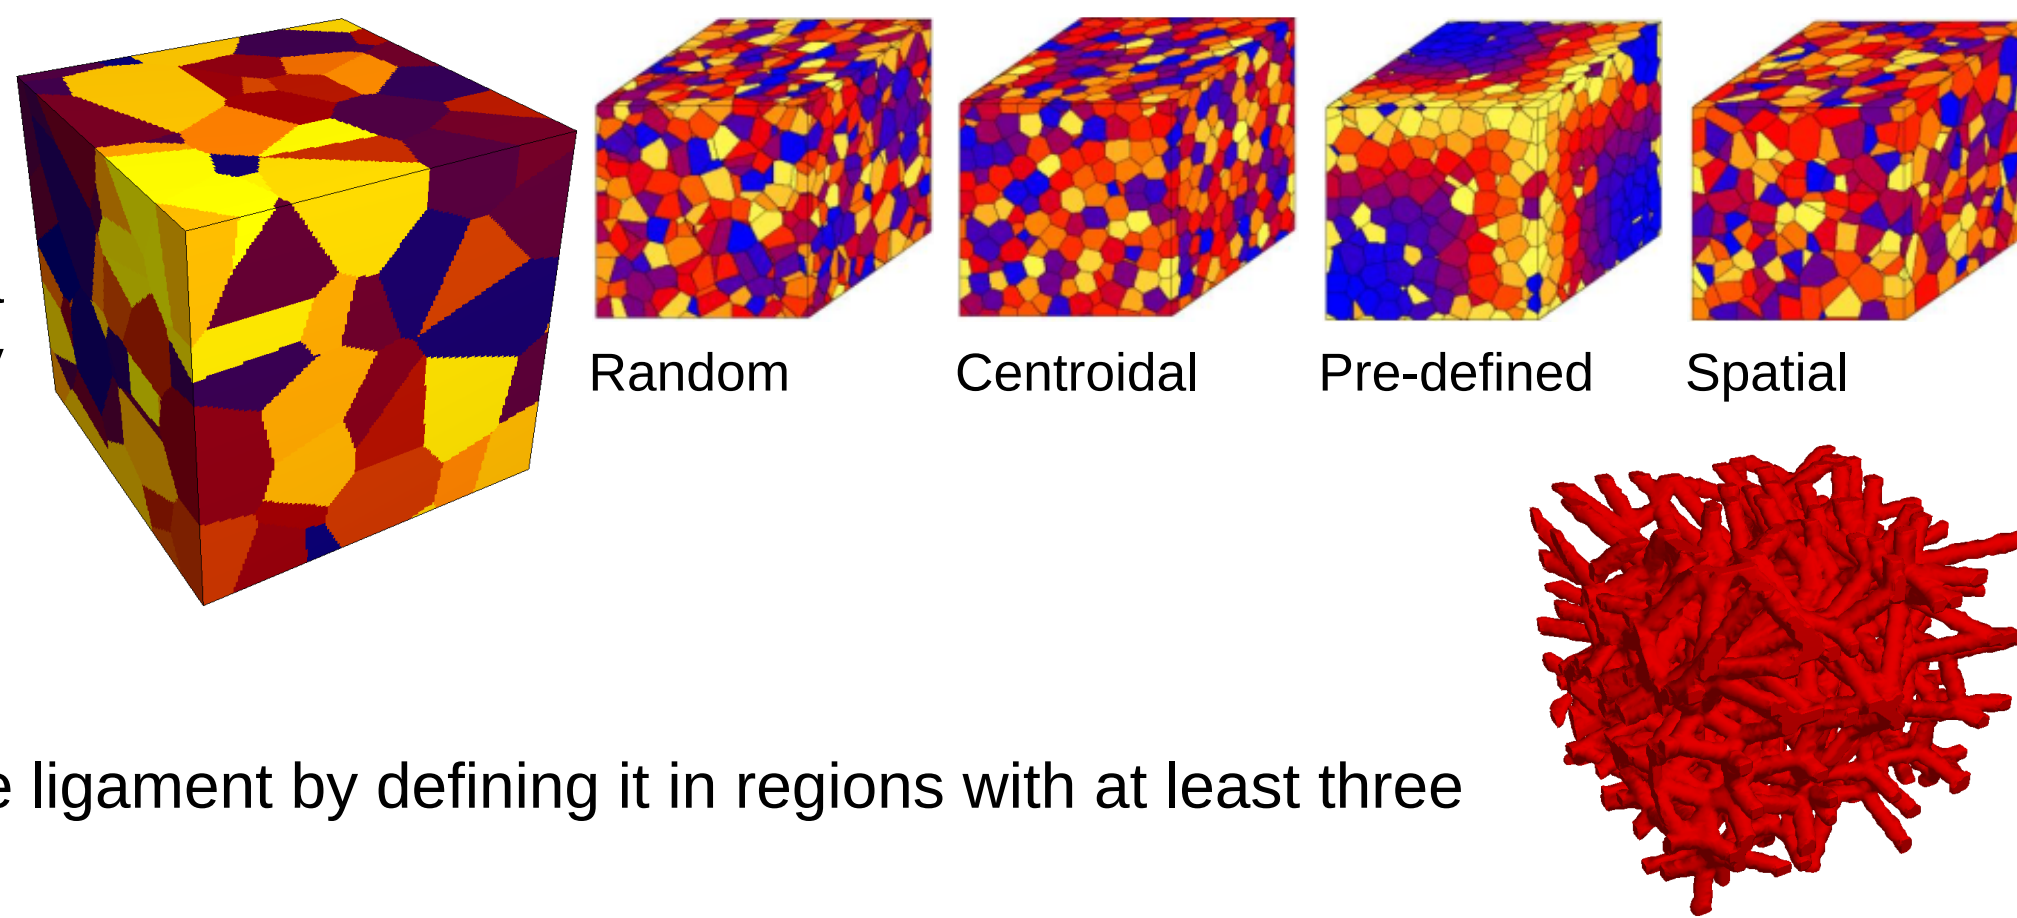 Random Centroidal Pre-defined Spatial
ligament by defining it in regions with at least three